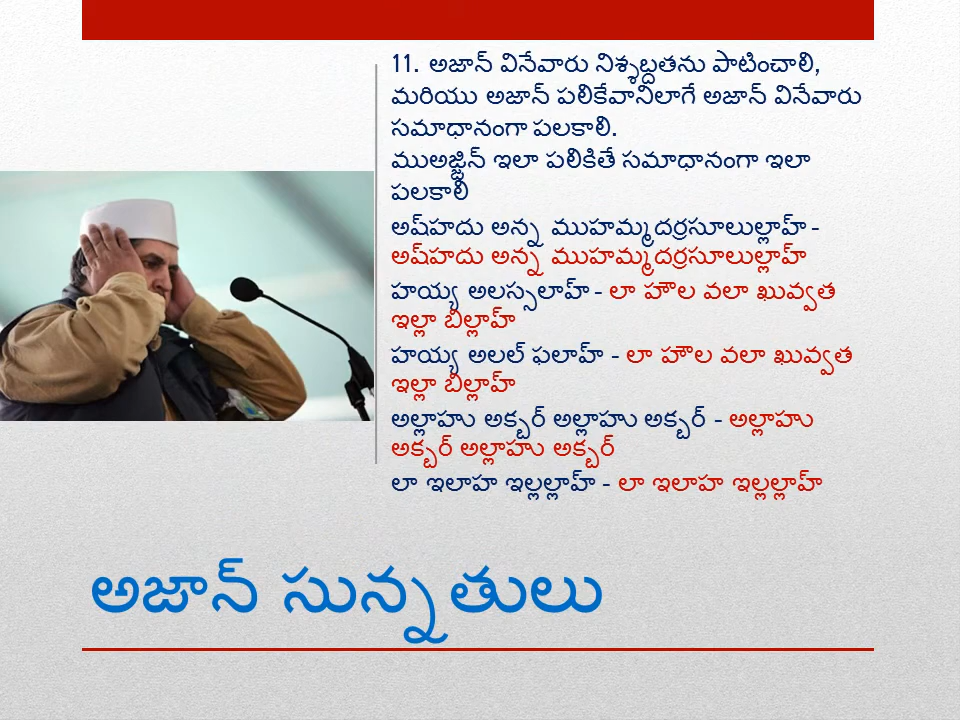 11. అజాన్ వినేవారు నిశ్శబ్దతను పాటించాలి,
మరియు అజాన్ పలికేవానిలాగే అజాన్ వినేవారు
సమాధానంగా పలకాలి.
ముఅజ్జిన్ ఇలా పలికితే సమాధానంగా ఇలా
పలకాలి
అష్‌హదు అన్న ముహమ్మదర్రసూలుల్లాహ్ -
అష్‌హదు అన్న ముహమ్మదర్రసూలుల్లాహ్
హయ్య అలస్సలాహ్ - లా హౌల వలా ఖువ్వత
ఇల్లా బిల్లాహ్
హయ్య అలల్ ఫలాహ్ - లా హౌల వలా ఖువ్వత
ఇల్లా బిల్లాహ్
అల్లాహు అక్బర్ అల్లాహు అక్బర్ - అల్లాహు
అక్బర్ అల్లాహు అక్బర్
లా ఇలాహ ఇల్లల్లాహ్ - లా ఇలాహ ఇల్లల్లాహ్
అజాన్ సున్నతులు